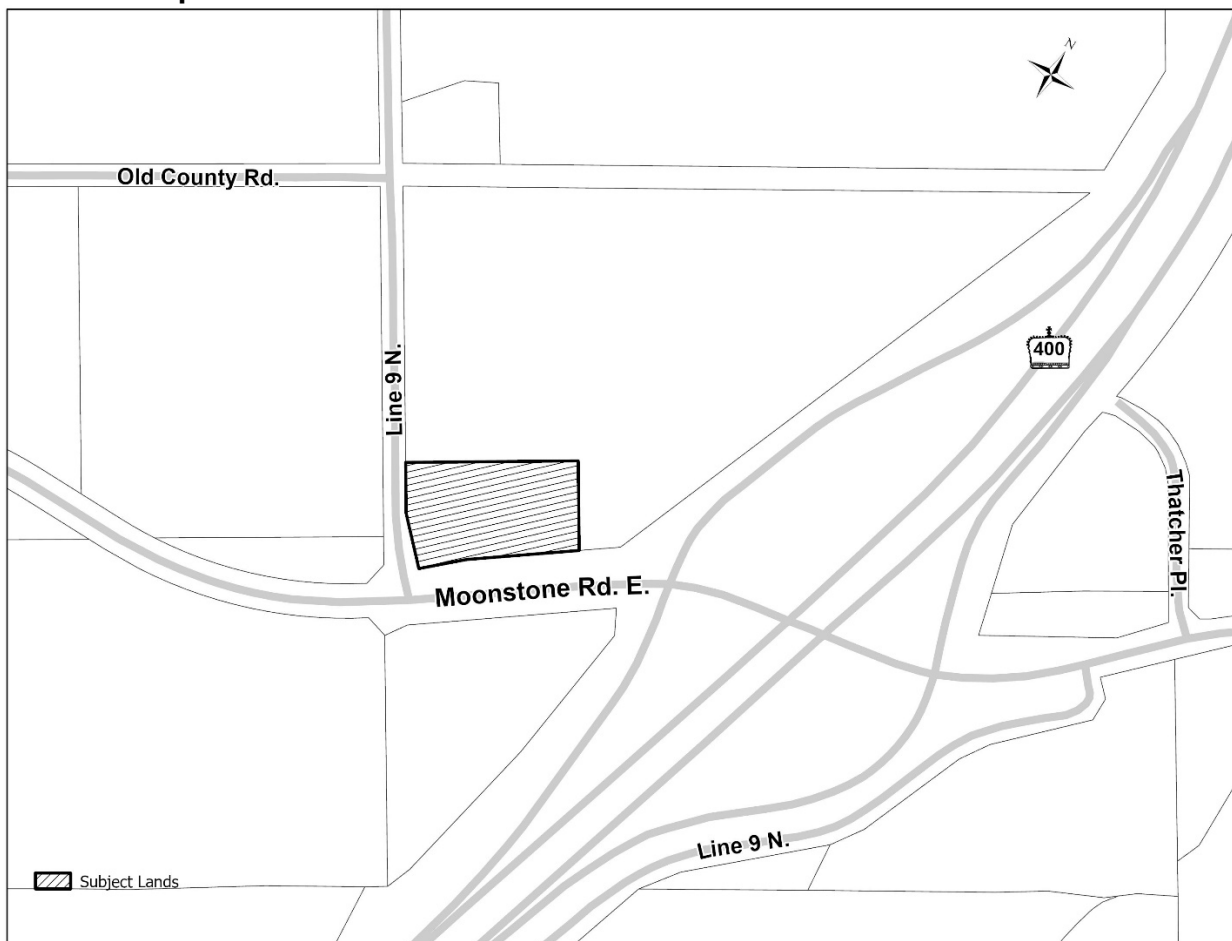 N
Old County Rd.
400
Line 9 N.
Thatcher Pl.
Moonstone Rd. E.
Line 9 N.
Subject Lands